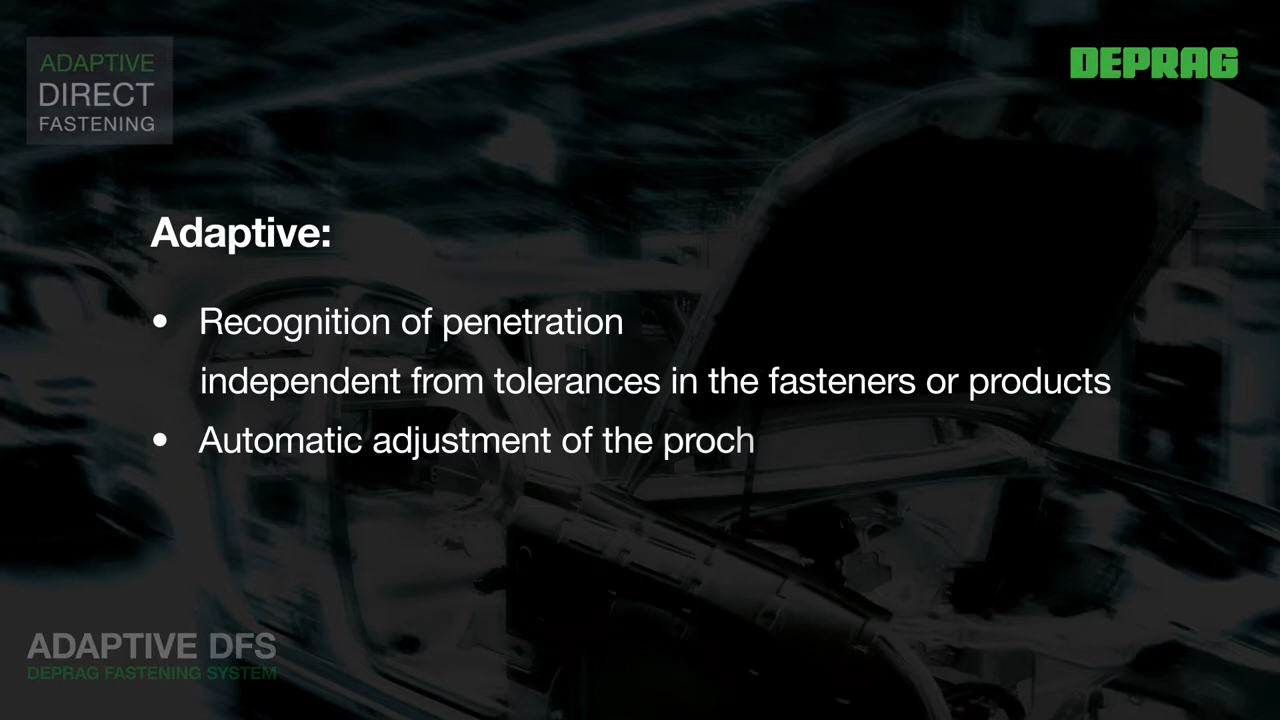 ADAPTIVE
DIRECT
FASTENING
DEPRAG
Adaptive:
• Recognition of penetration
independent from tolerances in the fasteners or products
• Automatic adjustment of the proch
ADAPTIVE DFS
DEPRAG FASTENING SYSTEM